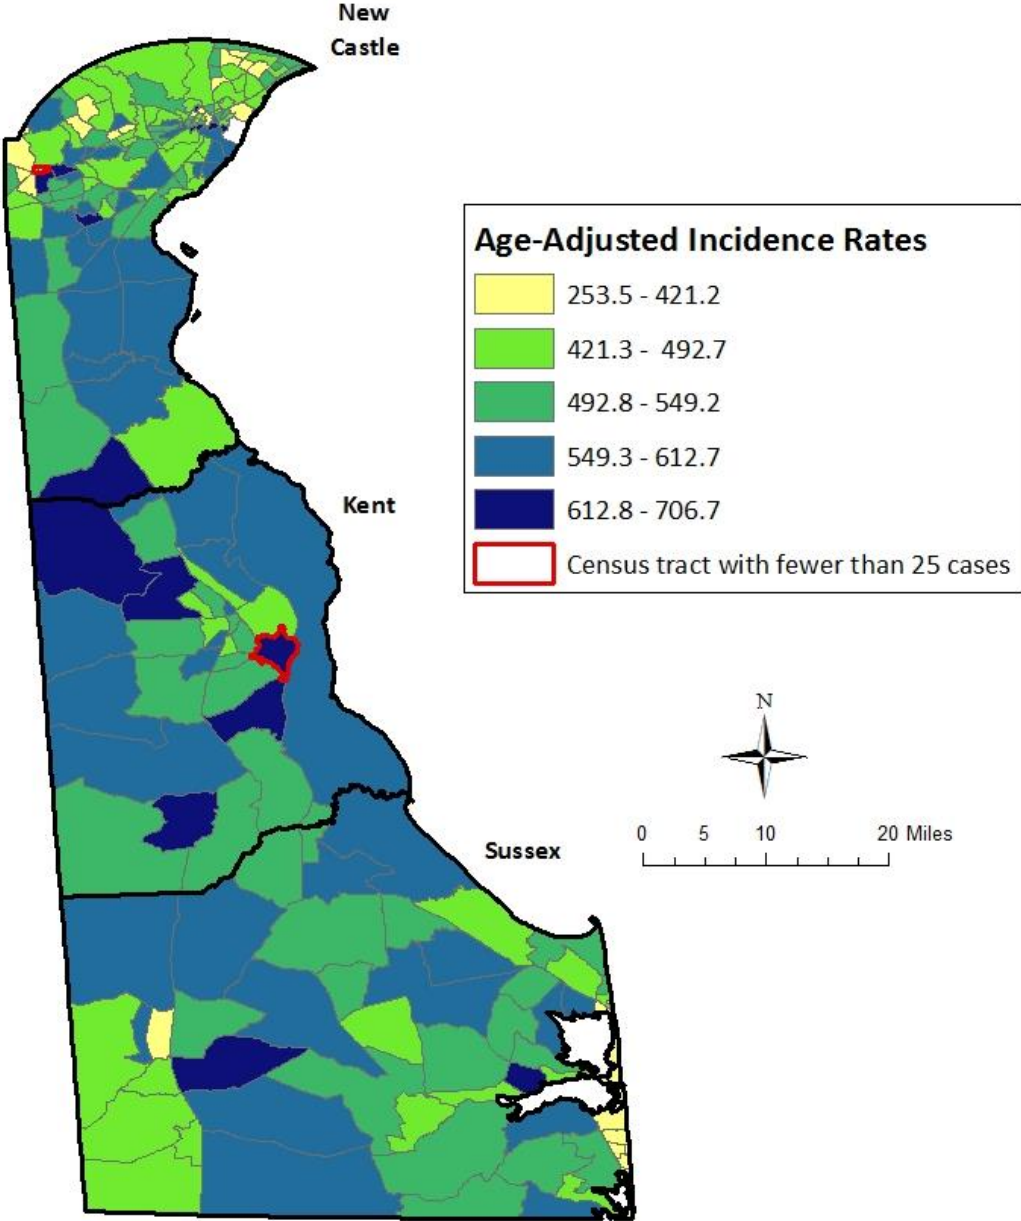 New
Castle
Age-Adjusted Incidence Rates
253.5 - 421.2
421.3 - 492.7
492.8 - 549.2
549.3 - 612.7
612.8 - 706.7
Census tract with fewer than 25 cases
Kent
N
0 5 10 20 Miles
Sussex